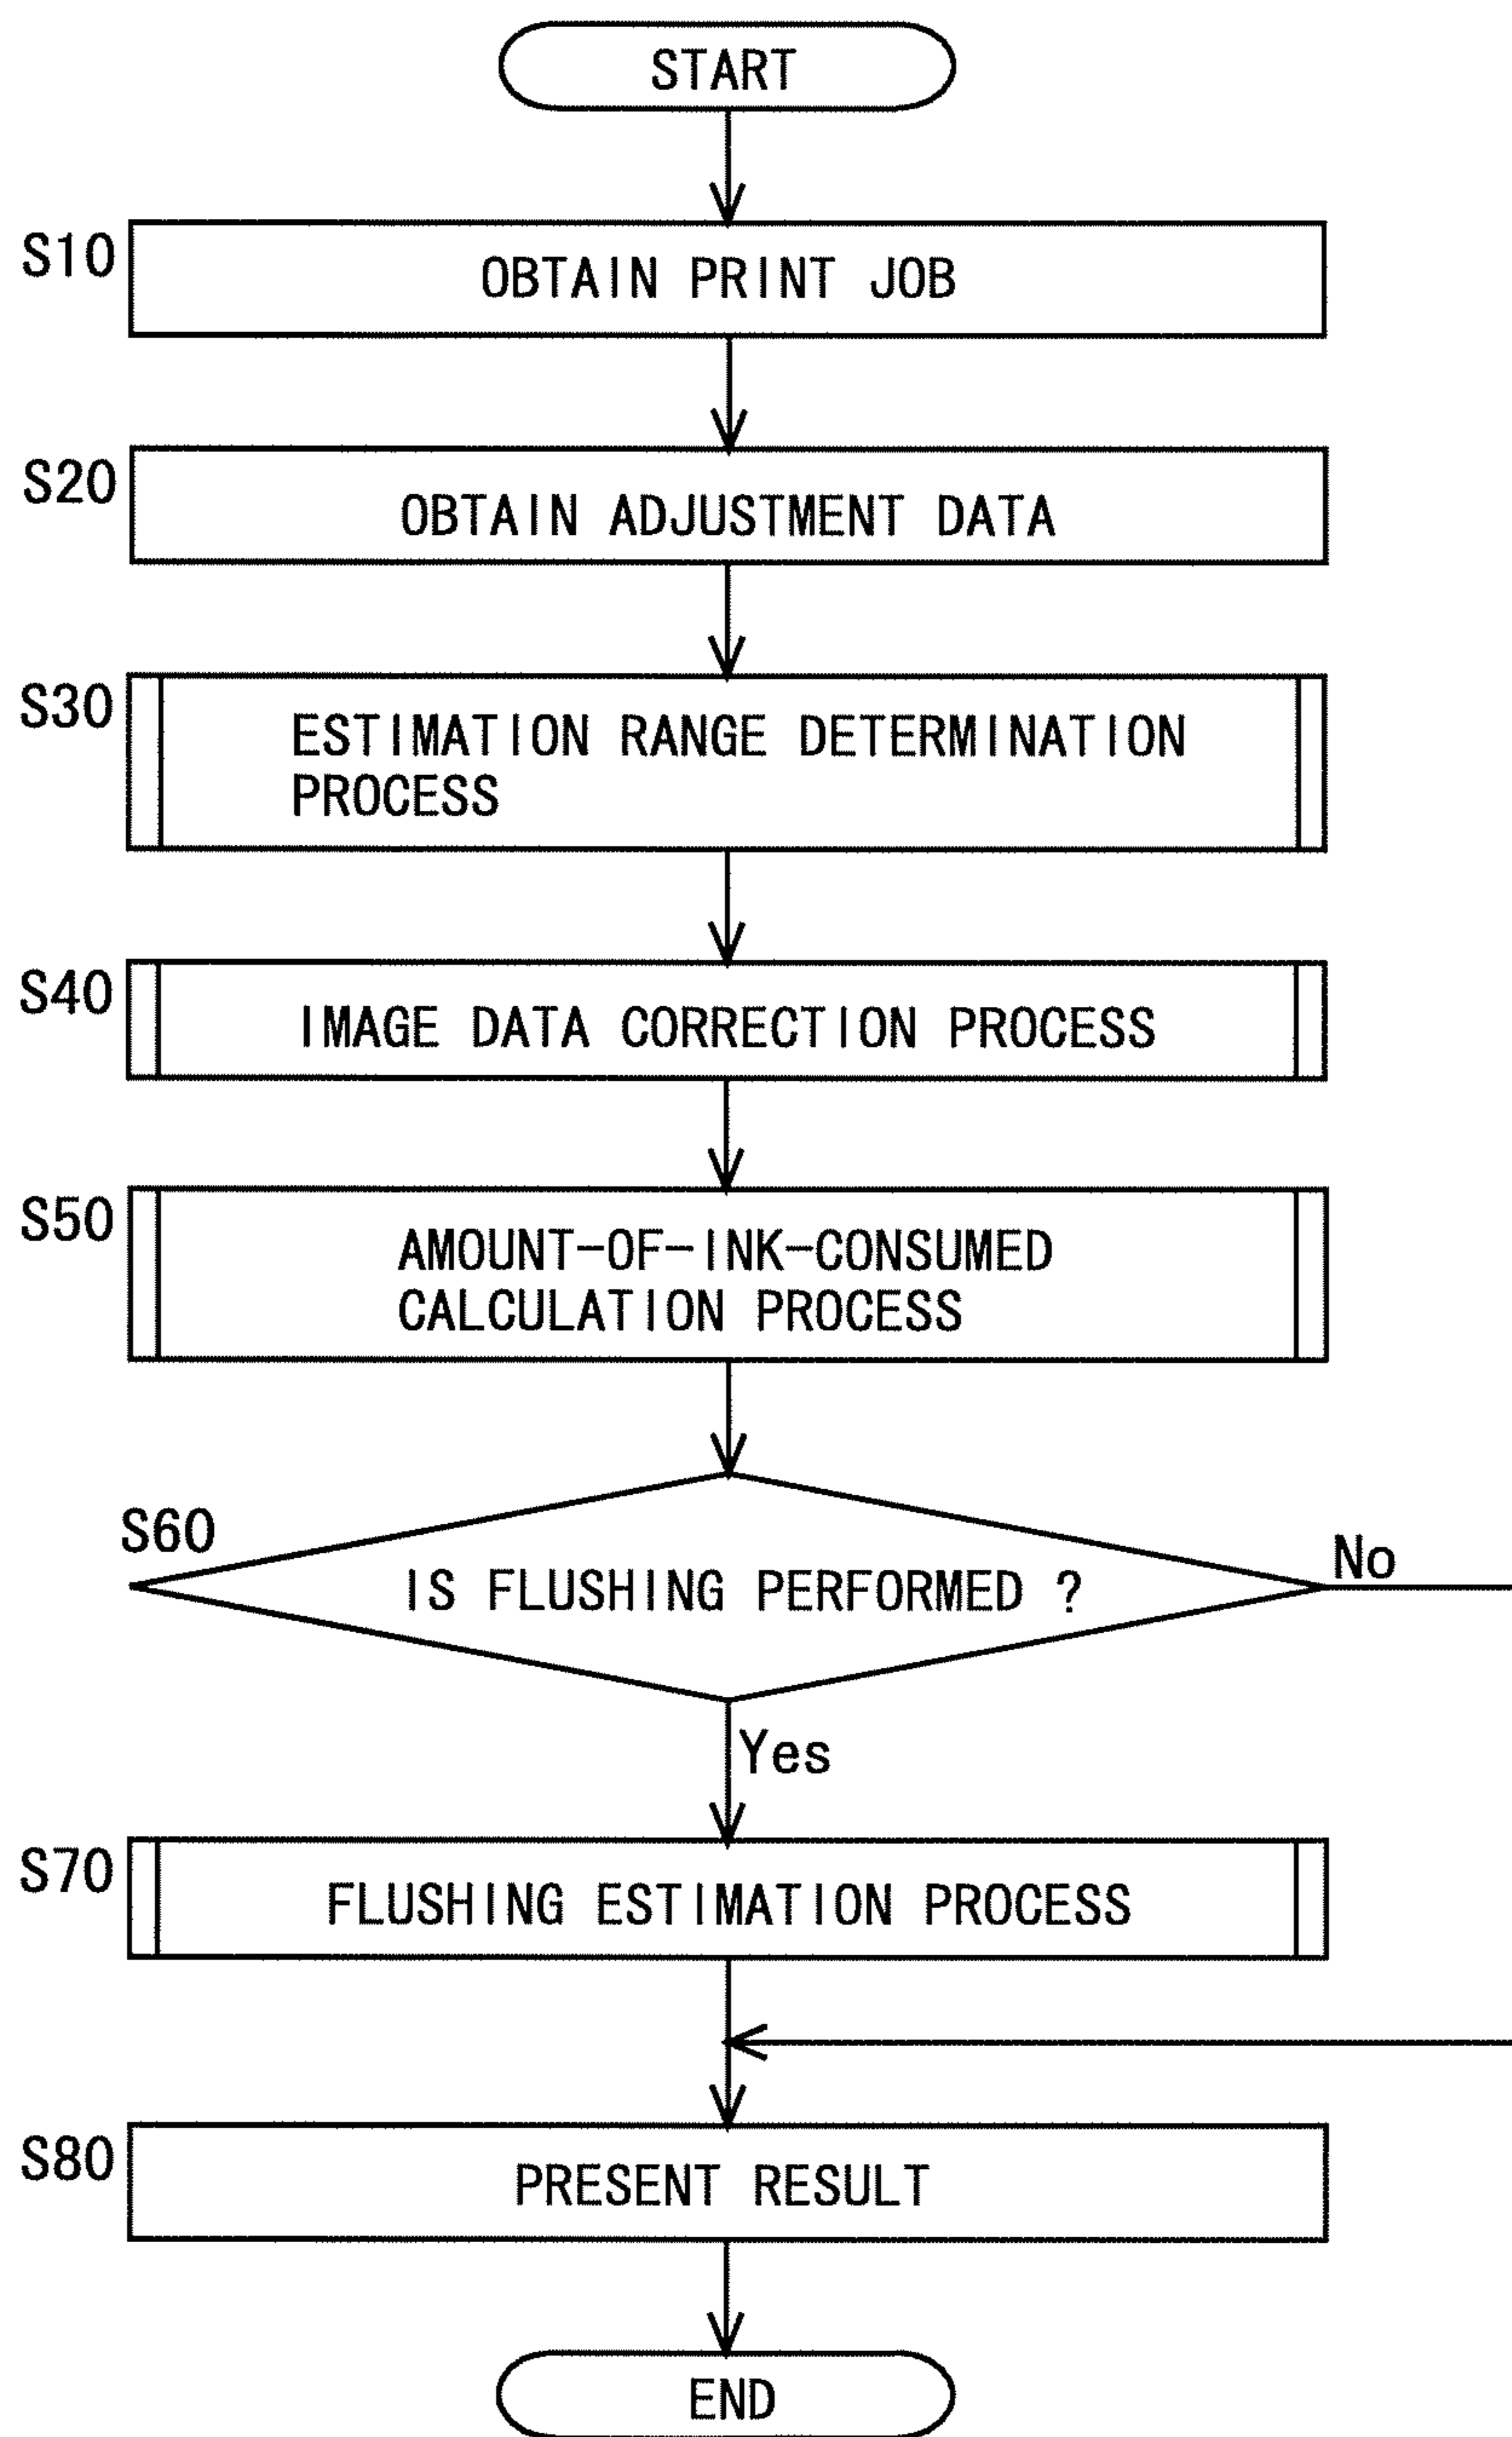 START
S10
OBTAIN PRINT JOB
S20
OBTAIN ADJUSTMENT DATA
S30
ESTIMATION RANGE DETERMINATION
PROCESS
S40
IMAGE DATA CORRECTION PROCESS
S50
AMOUNT-OF-INK-CONSUMED
CALCULATION PROCESS
S60
IS FLUSHING PERFORMED ?
No
Yes
S70
FLUSHING ESTIMATION PROCESS
S80
PRESENT RESULT
END